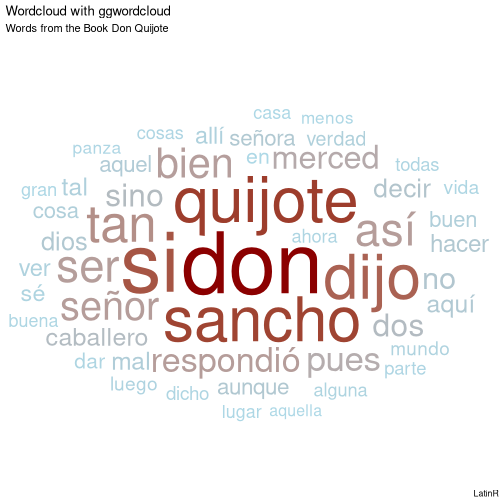 Wordcloud with ggwordcloud
Words from the Book Don Quijote
casa
menos
cosas
allí
señora
verdad
panza
aquel
bien
en
merced
todas
gran
tal
sino
quijote
decir
vida
cosa
tan
ahora
así
buen
dios
ser
si
don
dijo
no
hacer
ver
sé
señor
sancho
aquí
buena
caballero
dos
dar
mal
respondió
pues
mundo
parte
luego
dicho
aunque
alguna
lugar
aquella
LatinR